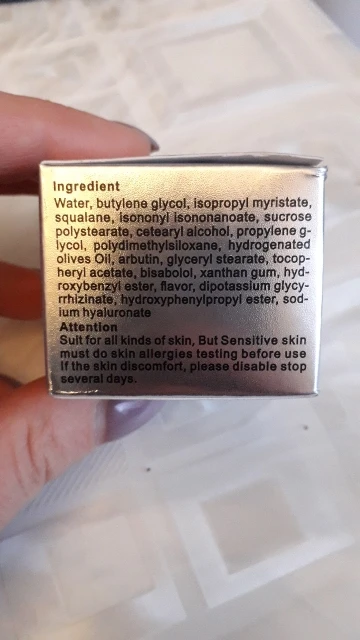 Ingredient
Water, butylene glycol, isopropyl myristate,
squalane, isononyl isononanoate, sucrose
polystearate, cetearyl alcohol, propylene g-
lycol, polydimethylsiloxane, hydrogenated
olives Oil, arbutin, glyceryl stearate, tocop-
heryl acetate, bisabolol, xanthan gum, hyd-
roxybenzyl ester, flavor, dipotassium glycy-
rrhizinate, hydroxyphenylpropyl ester, sod-
ium hyaluronate
Attention
Suit for all kinds of skin, But Sensitive skin
must do skin allergies testing before use
If the skin discomfort, please disable stop
several days.